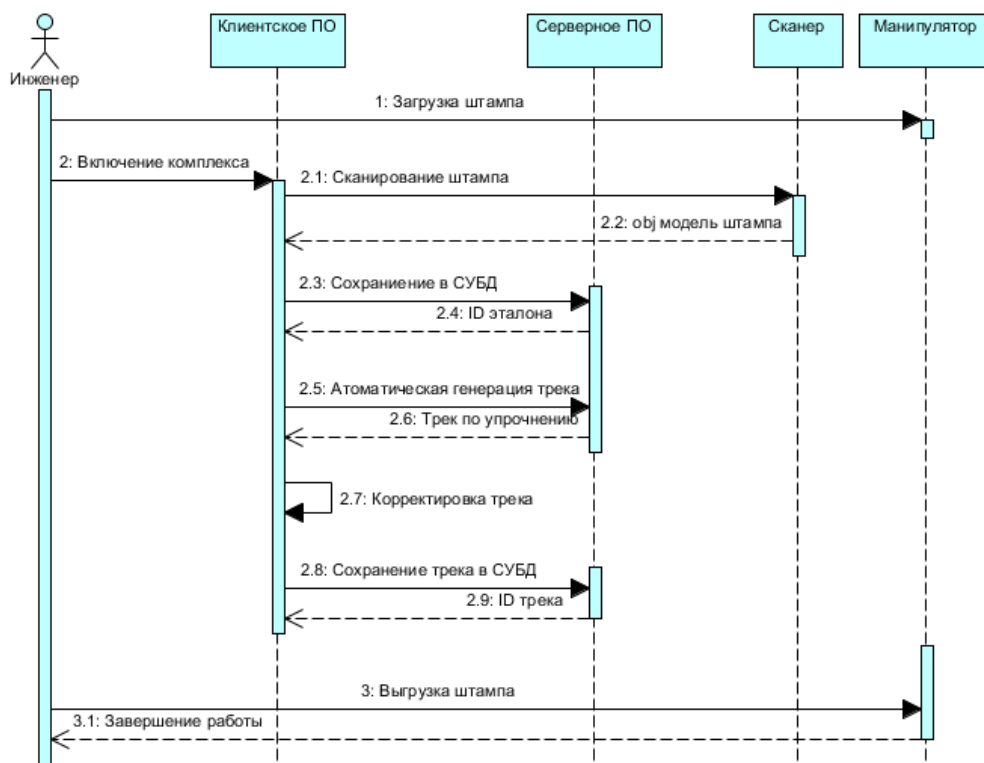 Клиентское ПО
Серверное ПО
Сканер
Манипулятор
Инженер
1: Загрузка штампа
2: Включение комплекса
2.1: Сканирование штампа
2.2: obj модель штампа
2.3: Сохраниение в СУБД
2.4: ID эталона
2.5: Атоматическая генерация трека
2.6: Трек по упрочнению
2.7: Корректировка трека
2.8: Сохранение трека в СУБД
2.9: ID трека
3: Выгрузка штампа
3.1: Завершение работы